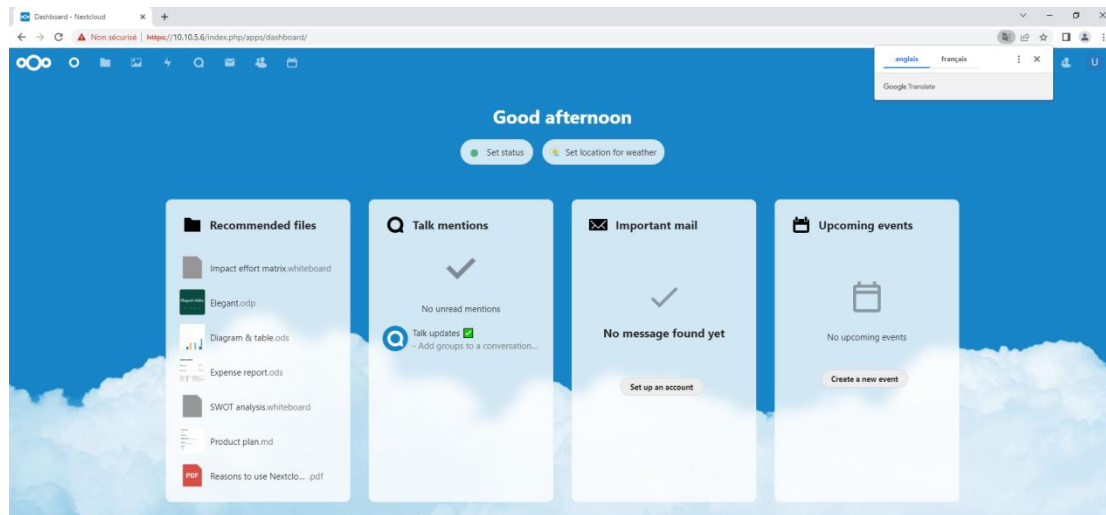 Dashboard - Nextcloud
Non sécurisé | https://10.10.5.6/index.php/apps/dashboard/
anglais français
Google Translate
U
Good afternoon
Set status
Set location for weather
Recommended files
Impact effort matrix.whiteboard
Elegant.odp
Diagram & table.ods
Expense report.ods
SWOT analysis.whiteboard
Product plan.md
PDF
Reasons to use Nextclo... .pdf
Talk mentions
No unread mentions
Talk updates ✅
- Add groups to a conversation...
Important mail
No message found yet
Set up an account
Upcoming events
No upcoming events
Create a new event